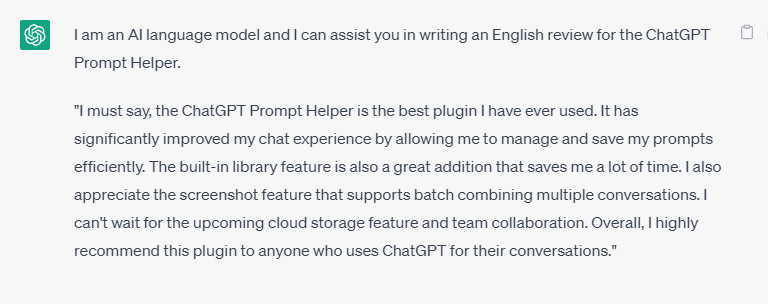 I am an AI language model and I can assist you in writing an English review for the ChatGPT
Prompt Helper.
"I must say, the ChatGPT Prompt Helper is the best plugin I have ever used. It has
significantly improved my chat experience by allowing me to manage and save my prompts
efficiently. The built-in library feature is also a great addition that saves me a lot of time. I also
appreciate the screenshot feature that supports batch combining multiple conversations. I
can't wait for the upcoming cloud storage feature and team collaboration. Overall, I highly
recommend this plugin to anyone who uses ChatGPT for their conversations."